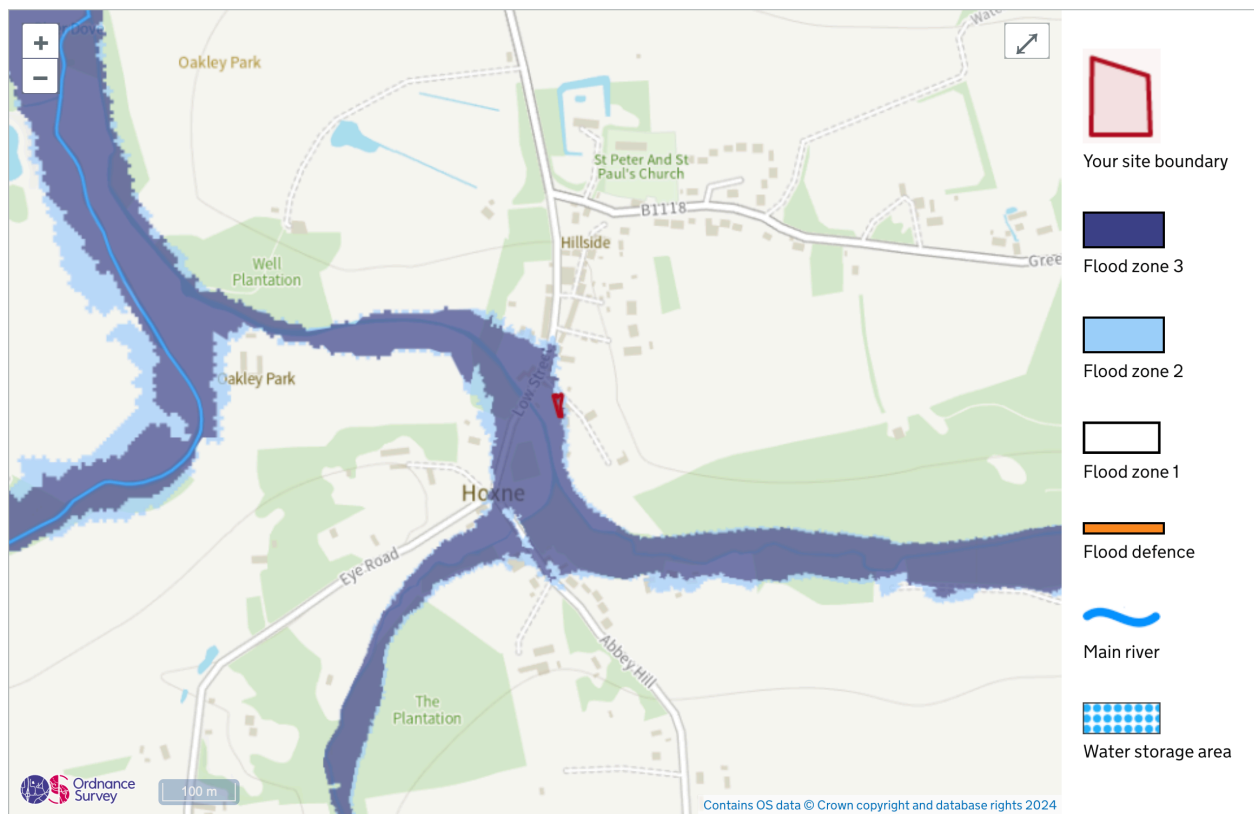 +
−
Oakley Park
Wate
St Peter And St
Paul's Church
B1118
Hillside
Gree
Well
Plantation
Oakley Park
Low Stre
Hoxne
Eye Road
Abbey Hill
The
Plantation
Ordnance
Survey
100 m
Contains OS data © Crown copyright and database rights 2024
Your site boundary
Flood zone 3
Flood zone 2
Flood zone 1
Flood defence
Main river
Water storage area